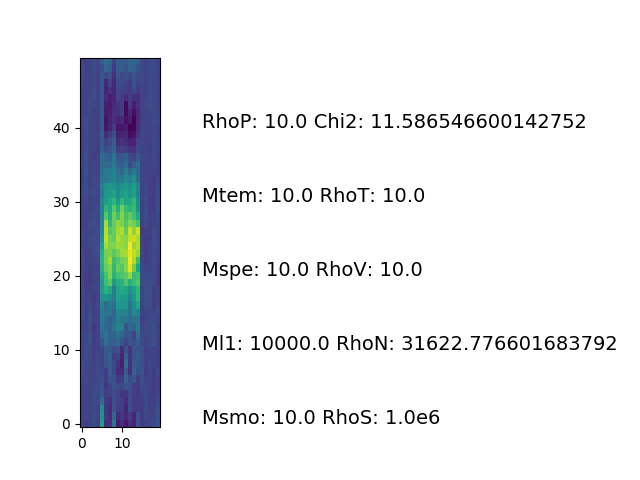 40
30
20
10
0
0 10
RhoP: 10.0 Chi2: 11.586546600142752
Mtem: 10.0 RhoT: 10.0
Mspe: 10.0 RhoV: 10.0
Ml1: 10000.0 RhoN: 31622.776601683792
Msmo: 10.0 RhoS: 1.0e6